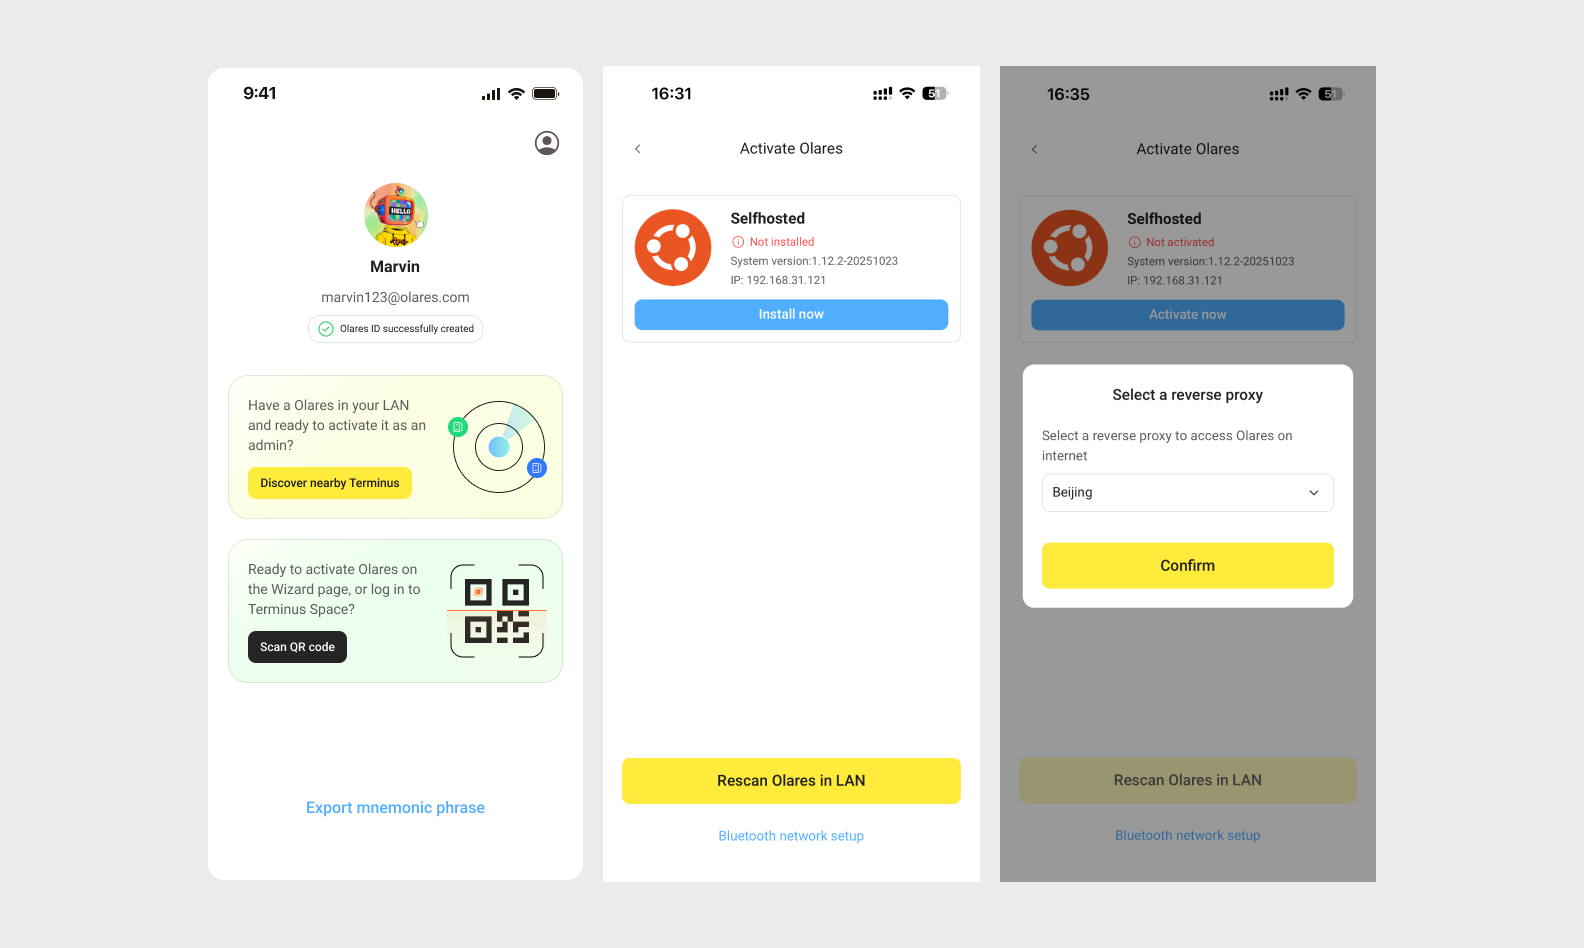 9:41
HELLO
Marvin
marvin123@olares.com
Olares ID successfully created
Have a Olares in your LAN
and ready to activate it as an
admin?
Discover nearby Terminus
Ready to activate Olares on
the Wizard page, or log in to
Terminus Space?
Scan QR code
Export mnemonic phrase
16:31
51
Activate Olares
Selfhosted
Not installed
System version:1.12.2-20251023
IP: 192.168.31.121
Install now
Rescan Olares in LAN
Bluetooth network setup
16:35
51
Activate Olares
Selfhosted
Not activated
System version:1.12.2-20251023
IP: 192.168.31.121
Activate now
Select a reverse proxy
Select a reverse proxy to access Olares on
internet
Beijing
Confirm
Rescan Olares in LAN
Bluetooth network setup